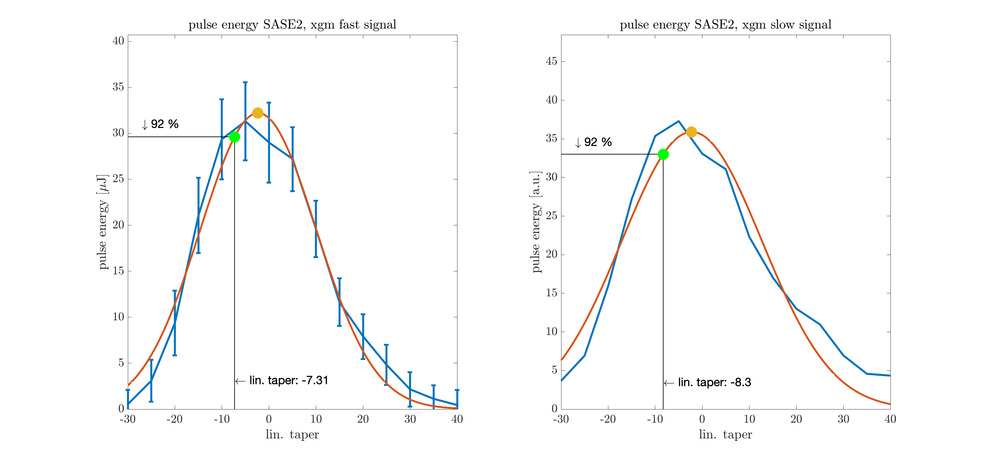 pulse energy SASE2, xgm fast signal
40
35
30
25
20
15
10
5
0
pulse energy [μJ]
↓ 92 %
← lin. taper: -7.31
-30 -20 -10 0 10 20 30 40
lin. taper
pulse energy SASE2, xgm slow signal
45
40
35
30
25
20
15
10
5
0
pulse energy [a.u.]
↓ 92 %
← lin. taper: -8.3
-30 -20 -10 0 10 20 30 40
lin. taper